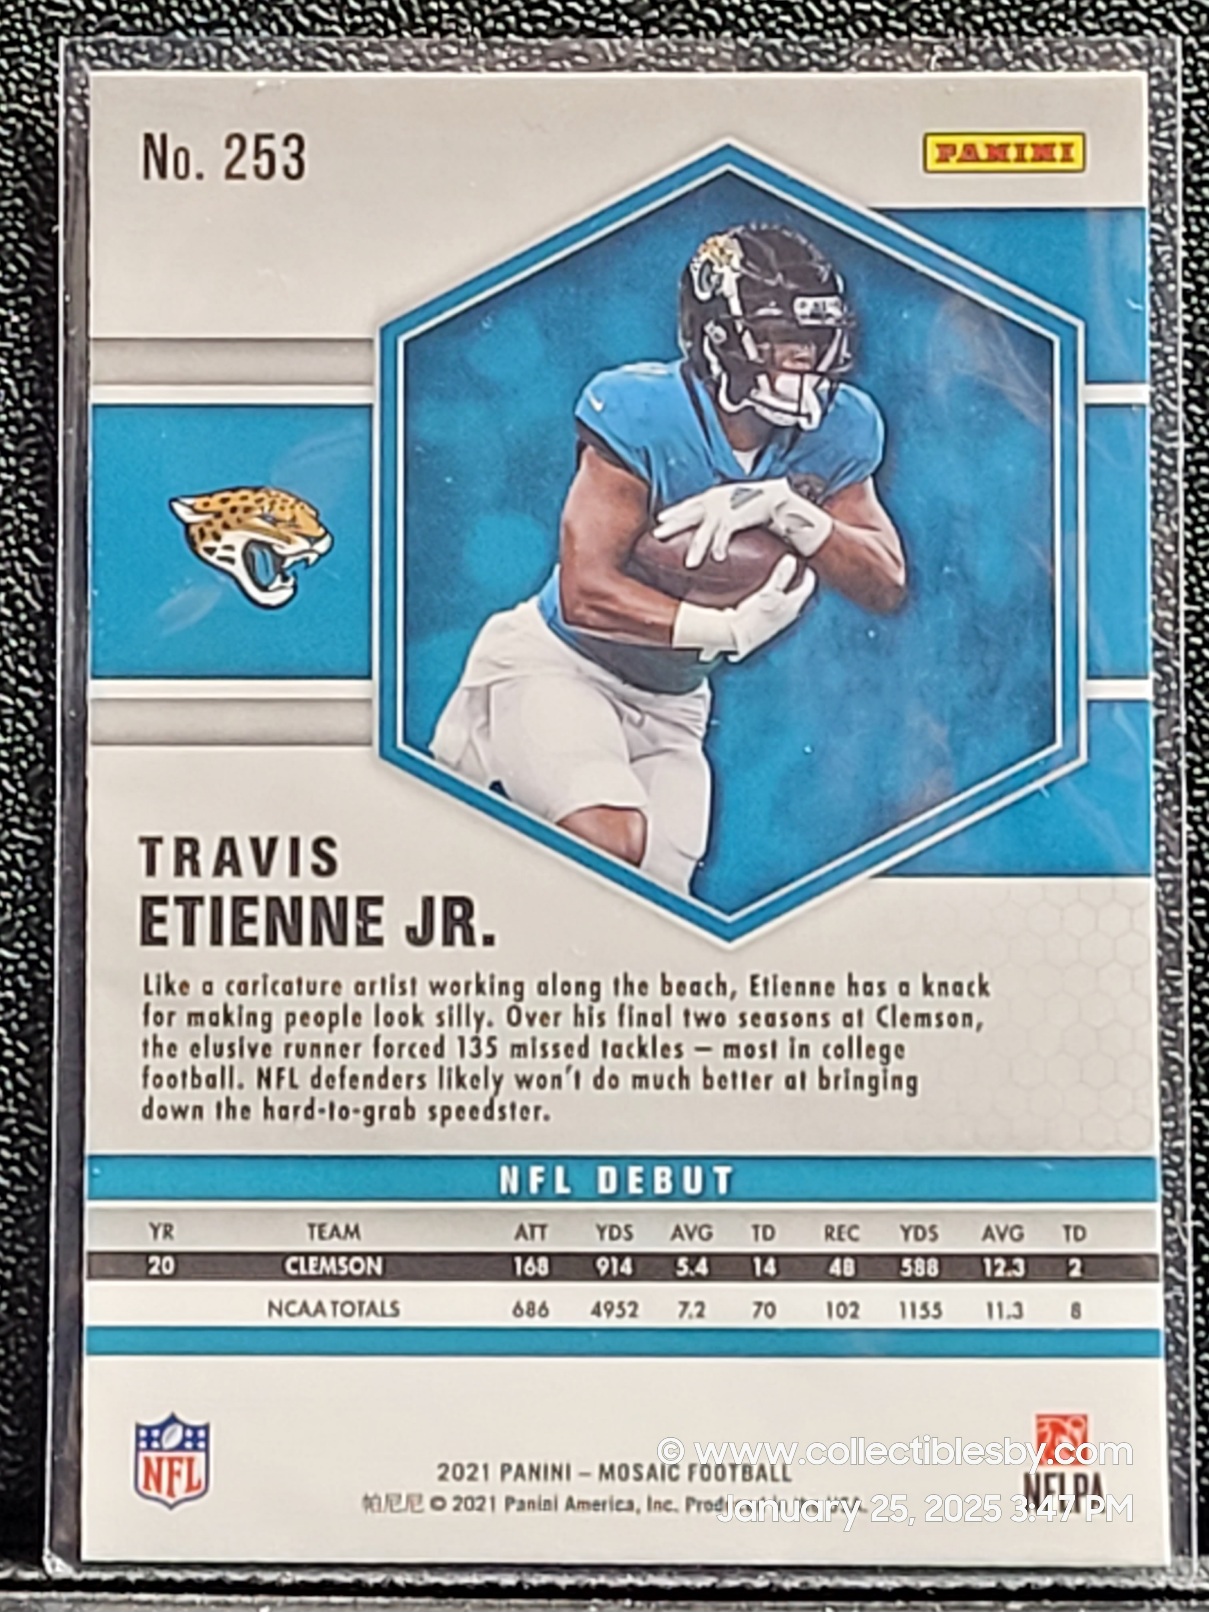 No. 253
PANINI
TRAVIS
ETIENNE JR.
Like a caricature artist working along the beach, Etienne has a knack
for making people look silly. Over his final two seasons at Clemson,
the elusive runner forced 135 missed tackles – most in college
football. NFL defenders likely won't do much better at bringing
down the hard-to-grab speedster.
NFL DEBUT
YR TEAM ATT YDS AVG TD REC YDS AVG TD
20 CLEMSON 168 914 5.4 14 48 588 12.3 2
NCAA TOTALS 686 4952 7.2 70 102 1155 11.3 8
NFL
2021 PANINI – MOSAIC FOOTBALL
帕尼尼 © 2021 Panini America, Inc. Produced in the USA.
NFLPA
© www.collectiblesby.com
January 25, 2025 3:47 PM